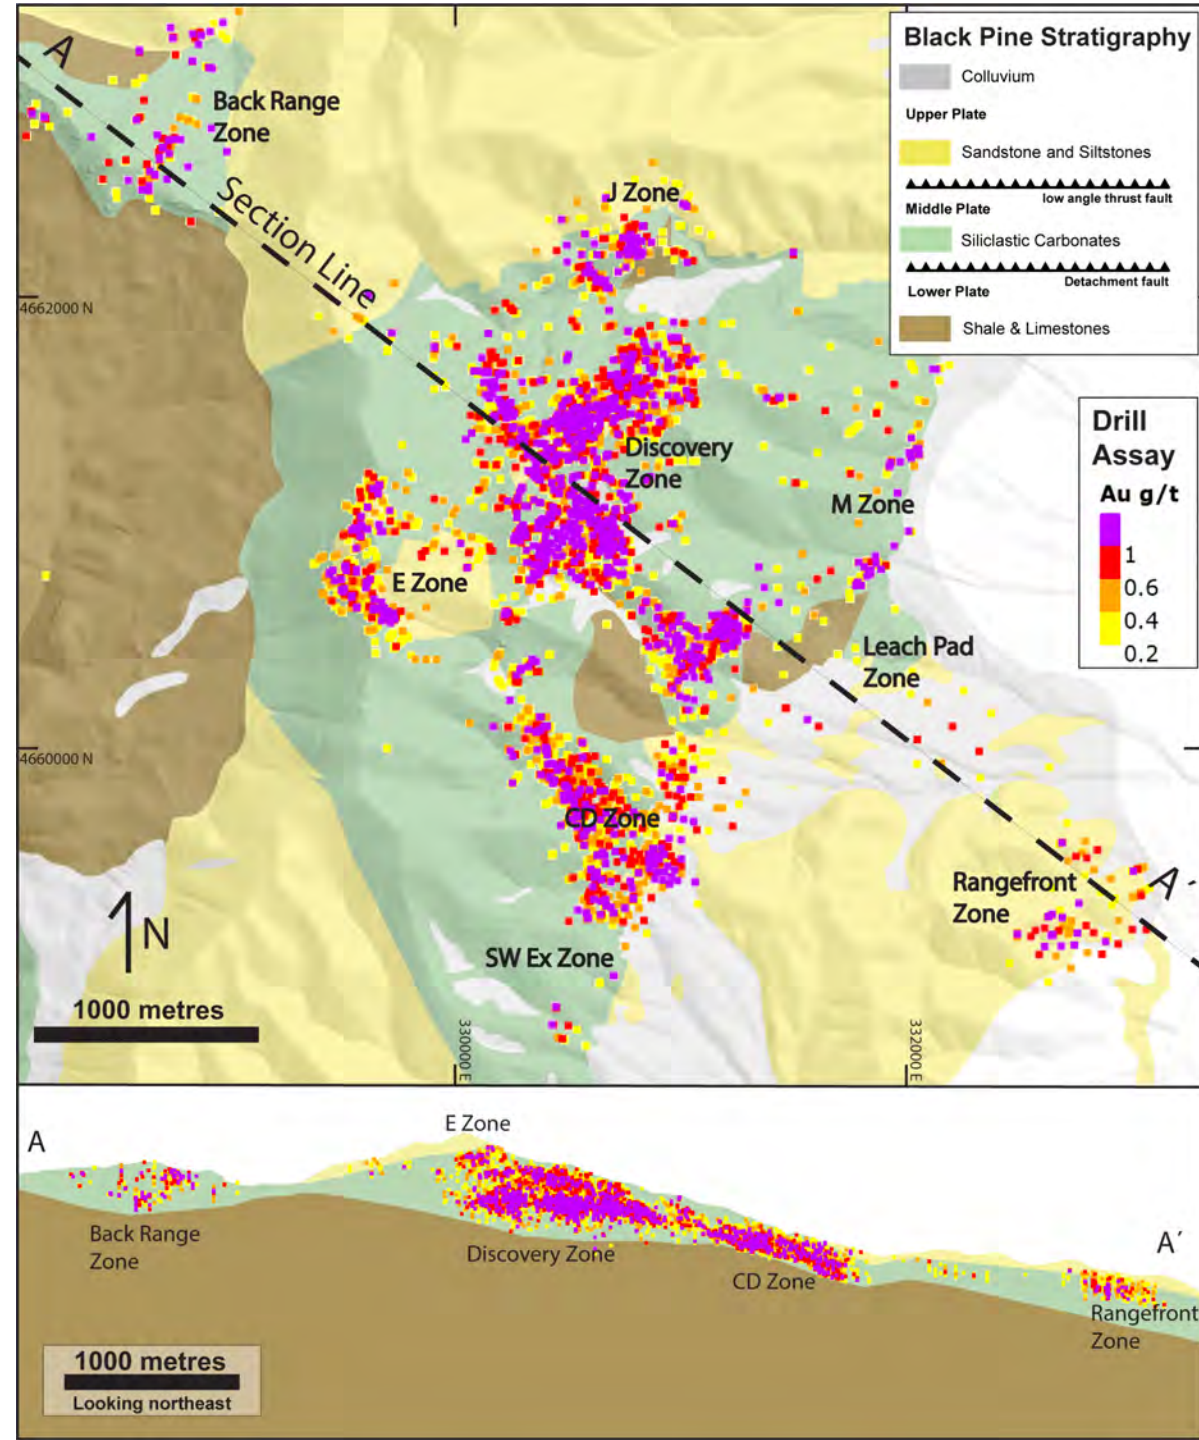 A
Back Range
Zone
Section Line
J Zone
4662000 N
Discovery
Zone
M Zone
E Zone
Leach Pad
Zone
4660000 N
CD Zone
Rangefront
Zone
A´
N
SW Ex Zone
1000 metres
330000 E
332000 E
Black Pine Stratigraphy
Colluvium
Upper Plate
Sandstone and Siltstones
low angle thrust fault
Middle Plate
Siliclastic Carbonates
Detachment fault
Lower Plate
Shale & Limestones
Drill
Assay
Au g/t
1
0.6
0.4
0.2
A
E Zone
Back Range
Zone
Discovery Zone
CD Zone
A´
Rangefront
Zone
1000 metres
Looking northeast